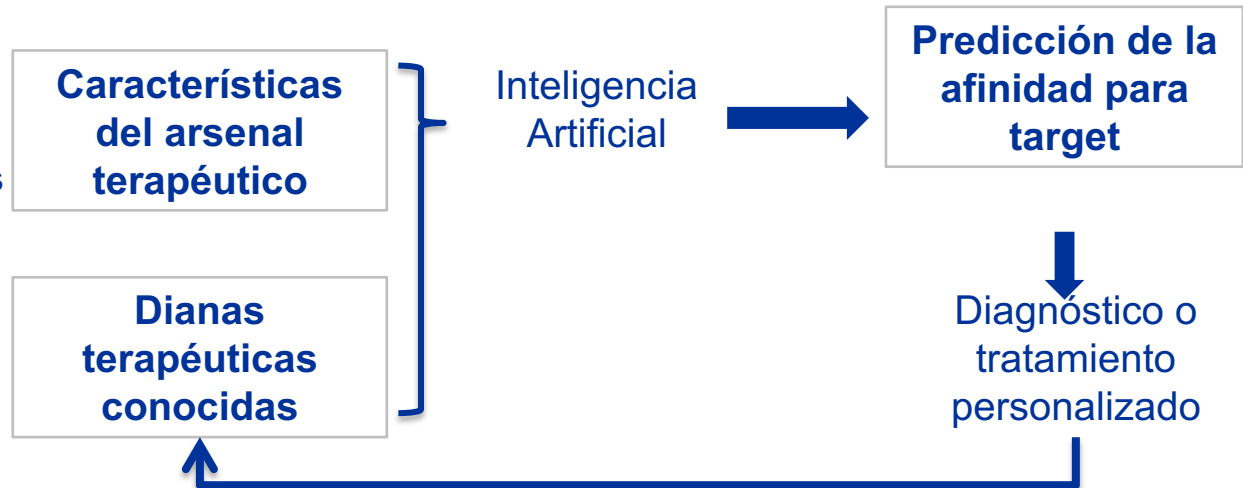 Características
del arsenal
terapéutico
Dianas
terapéuticas
conocidas
Inteligencia
Artificial
Predicción de la
afinidad para
target
Diagnóstico o
tratamiento
personalizado